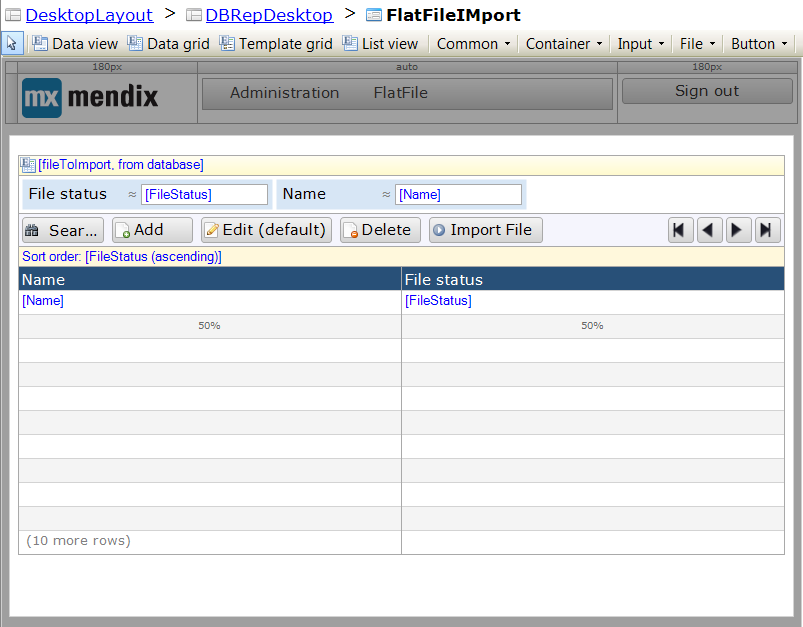 DesktopLayout > DBRepDesktop > FlatFileIMport
Data view Data grid Template grid List view Common Container Input File Button
180px auto 180px
mx mendix Administration FlatFile Sign out
[fileToImport, from database]
File status ≈ [FileStatus] Name ≈ [Name]
Sear... Add Edit (default) Delete Import File
Sort order: [FileStatus (ascending)]
Name File status
[Name] [FileStatus]
50% 50%
(10 more rows)